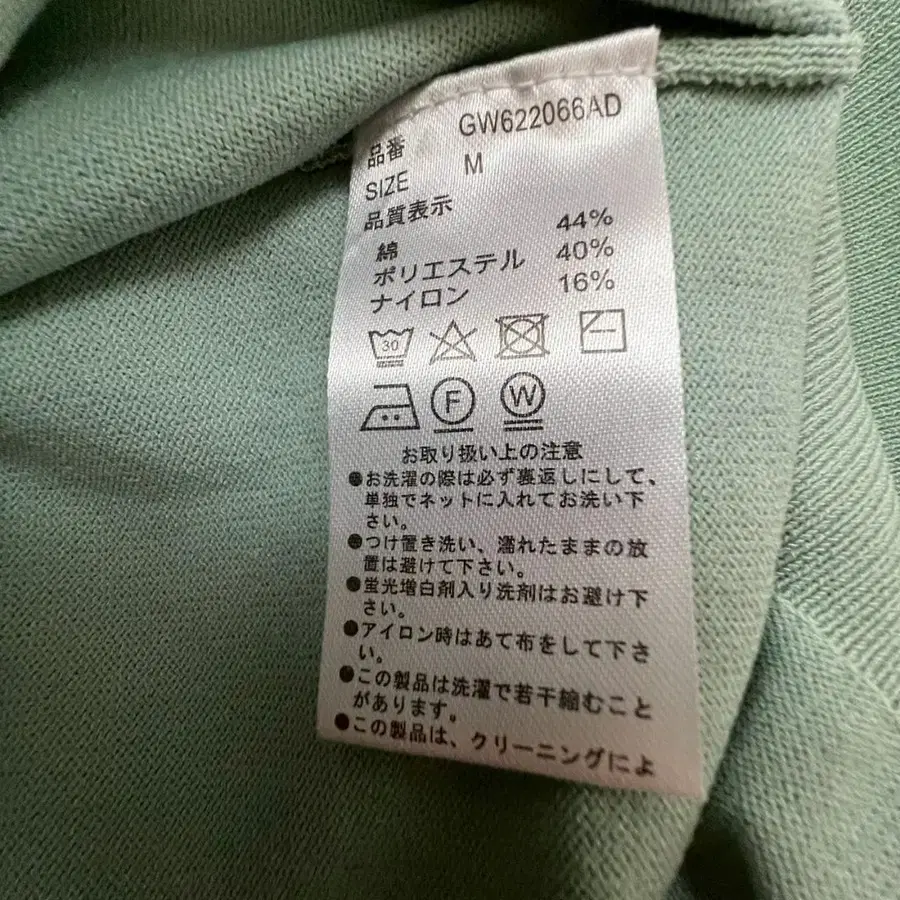 品番 GW622066AD
SIZE M
品質表示
綿 44%
ポリエステル 40%
ナイロン 16%
30
F W
お取り扱い上の注意
●お洗濯の際は必ず裏返しにして、
単独でネットに入れてお洗い下
さい。
●つけ置き洗い、濡れたままの放
置は避けて下さい。
●蛍光増白剤入り洗剤はお避け下
さい。
●アイロン時はあて布をして下さ
い。
●この製品は洗濯で若干縮むこと
があります。
●この製品は、クリーニングによ